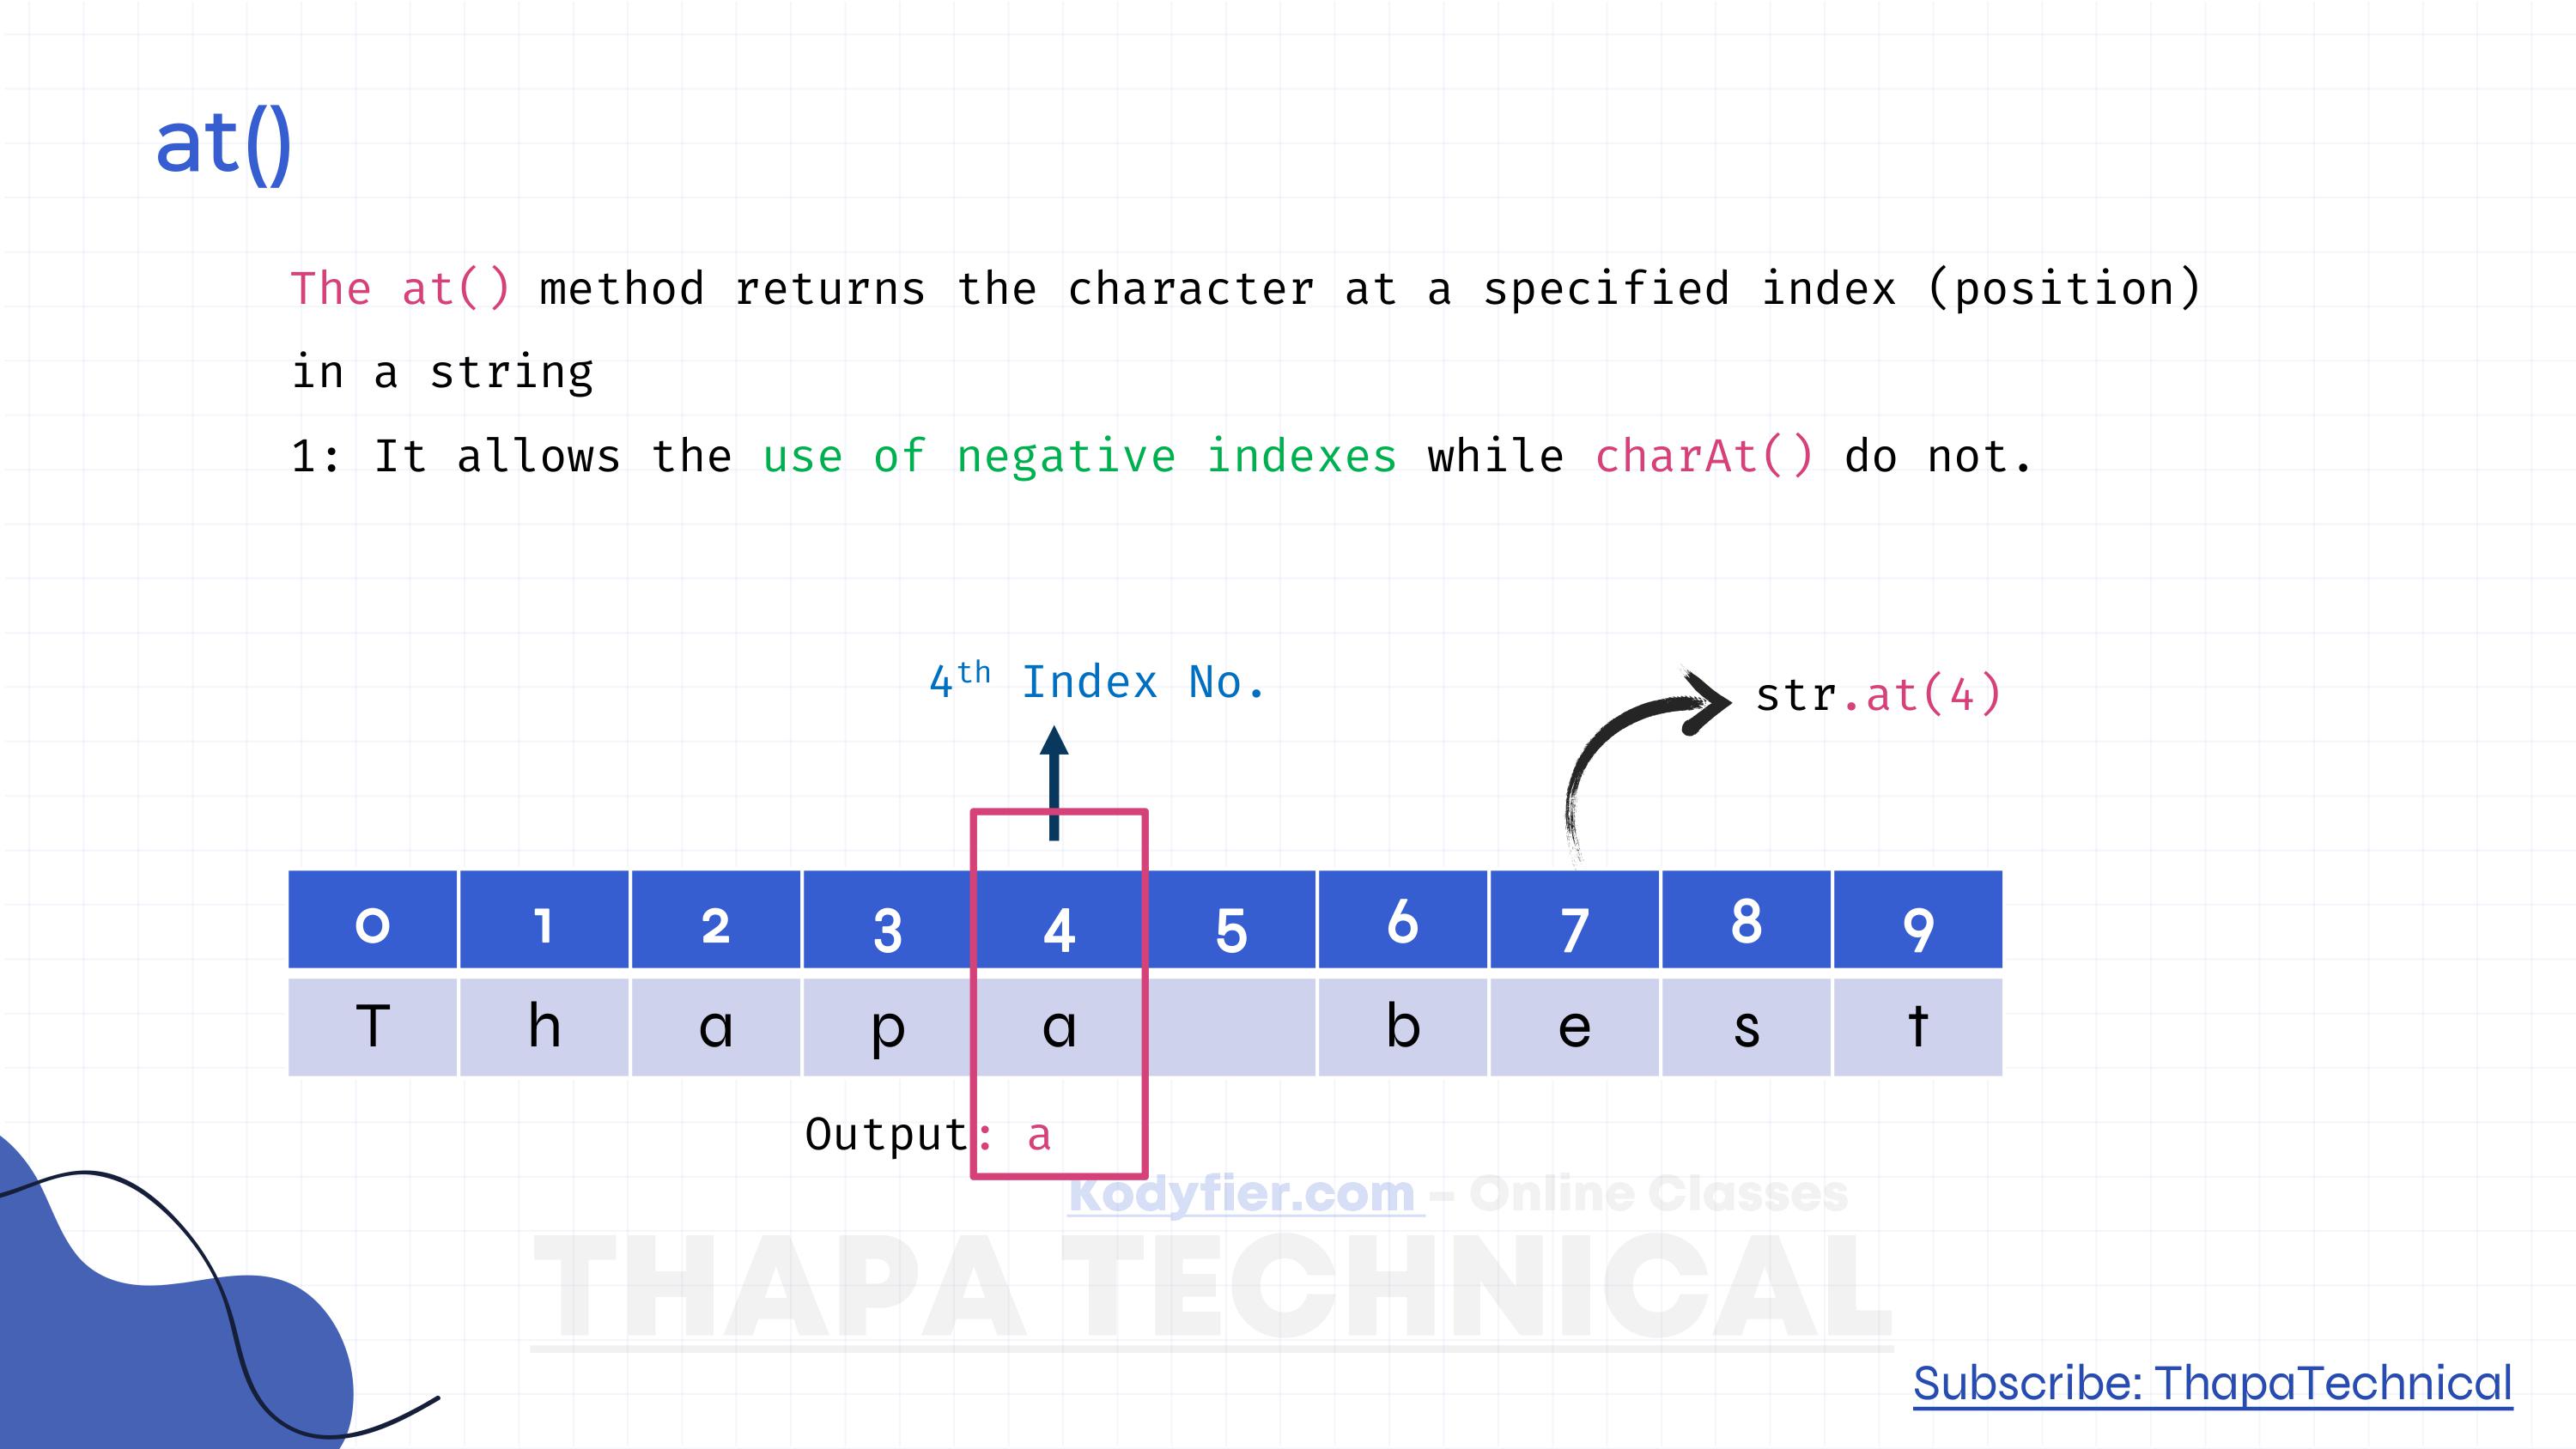 at()
The at() method returns the character at a specified index (position)
in a string
1: It allows the use of negative indexes while charAt() do not.
4th Index No.
str.at(4)
0 1 2 3 4 5 6 7 8 9
T h a p a b e s t
Output: a
Kodyfier.com - Online Classes
THAPA TECHNICAL
Subscribe: ThapaTechnical